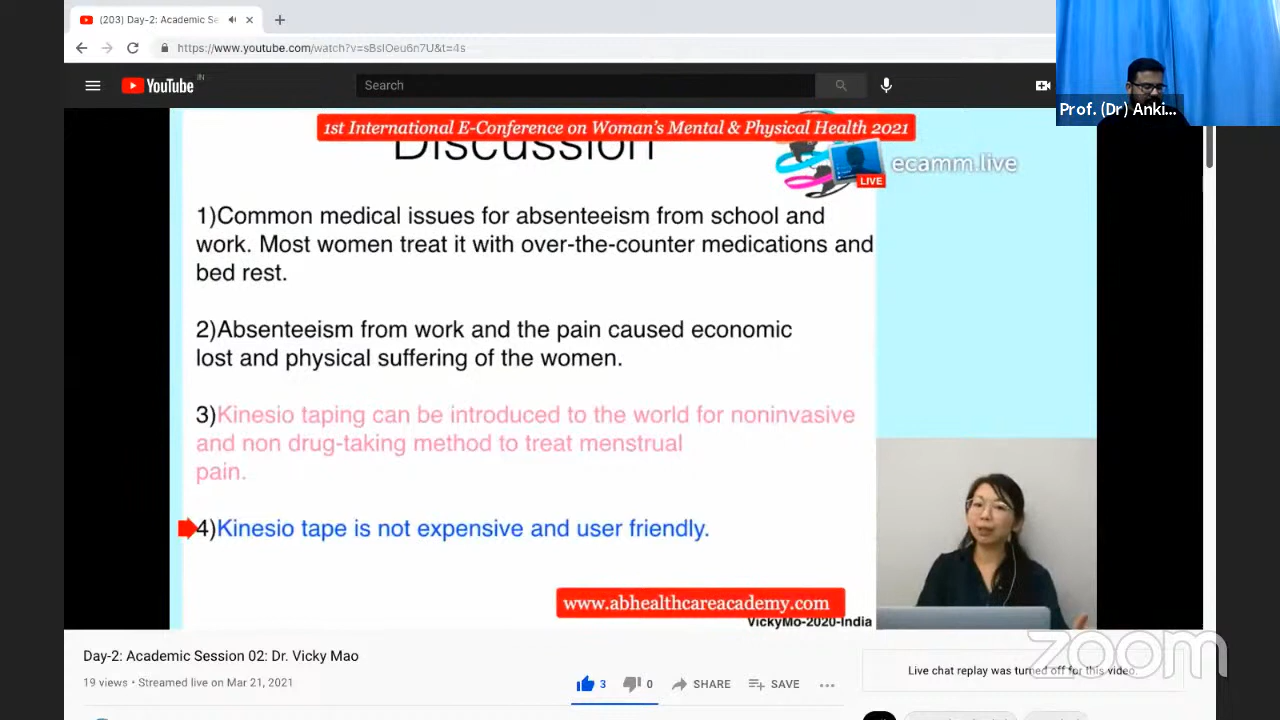 (203) Day-2: Academic Se
https://www.youtube.com/watch?v=sBsIOeu6n7U&t=4s
YouTube IN
Search
Prof. (Dr) Anki...
1st International E-Conference on Woman's Mental & Physical Health 2021
Discussion
ecamm.live
LIVE
1)Common medical issues for absenteeism from school and
work. Most women treat it with over-the-counter medications and
bed rest.
2)Absenteeism from work and the pain caused economic
lost and physical suffering of the women.
3)Kinesio taping can be introduced to the world for noninvasive
and non drug-taking method to treat menstrual
pain.
4)Kinesio tape is not expensive and user friendly.
www.abhealthcareacademy.com
VickyMo-2020-India
Day-2: Academic Session 02: Dr. Vicky Mao
19 views • Streamed live on Mar 21, 2021
3 0 SHARE SAVE ...
Live chat replay was turned off for this video.
zoom